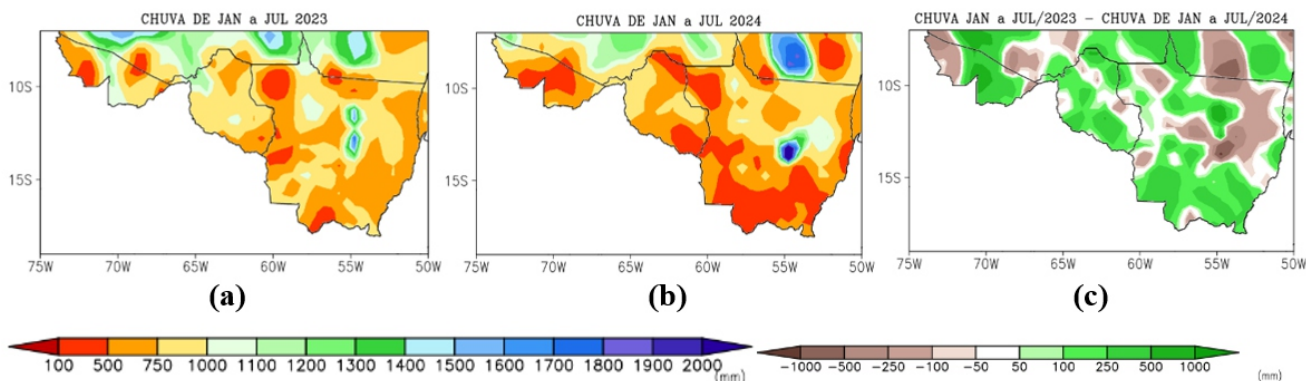 CHUVA DE JAN a JUL 2023
10S
15S
75W 70W 65W 60W 55W 50W
(a)
CHUVA DE JAN a JUL 2024
10S
15S
75W 70W 65W 60W 55W 50W
(b)
CHUVA JAN a JUL/2023 – CHUVA DE JAN a JUL/2024
10S
15S
75W 70W 65W 60W 55W 50W
(c)
100 500 750 1000 1100 1200 1300 1400 1500 1600 1700 1800 1900 2000 (mm)
-1000 -500 -250 -100 -50 50 100 250 500 1000
(mm)